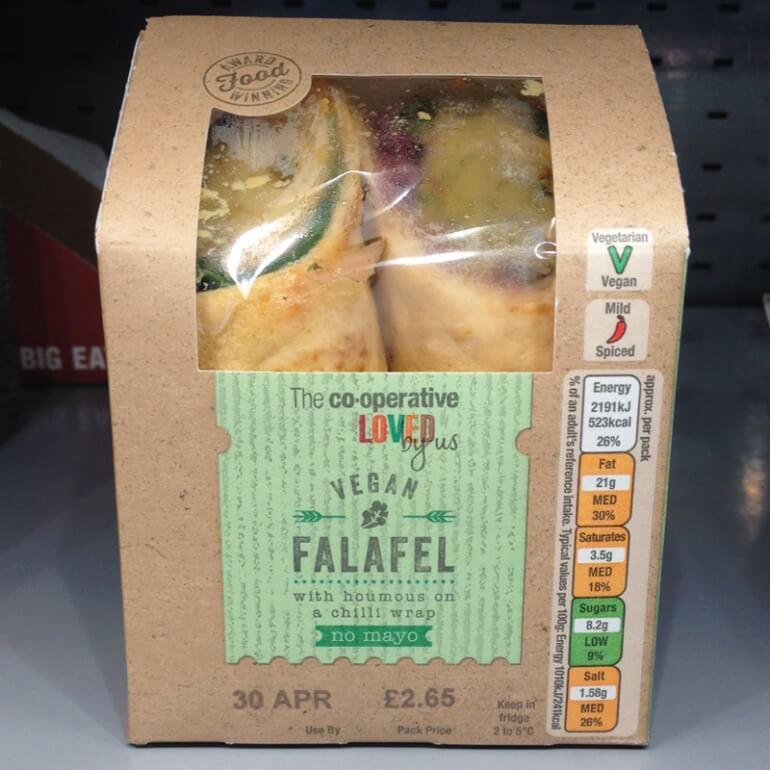 AWARD
Food
WINNING
BIG EA
Vegetarian
V
Vegan
Mild
Spiced
The co-operative
LOVED
by us
VEGAN
FALAFEL
with houmous on
a chilli wrap
no mayo
30 APR
Use By
£2.65
Pack Price
Keep in
fridge
2 to 5°C
approx. per pack
% of an adult's reference intake. Typical values per 100g: Energy 1010kJ/241kcal
Energy
2191kJ
523kcal
26%
Fat
21g
MED
30%
Saturates
3.5g
MED
18%
Sugars
8.2g
LOW
9%
Salt
1.58g
MED
26%